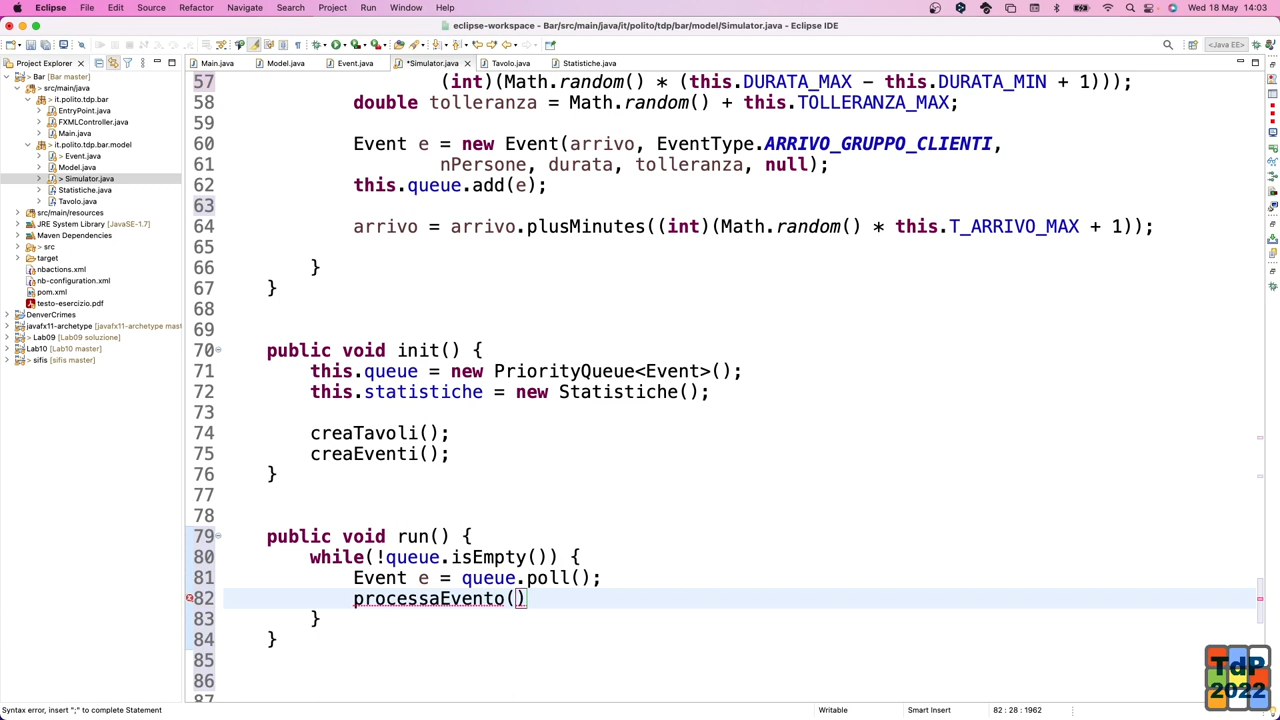 Eclipse File Edit Source Refactor Navigate Search Project Run Window Help Wed 18 May 14:03
eclipse-workspace - Bar/src/main/java/it/polito/tdp/bar/model/Simulator.java - Eclipse IDE
<Java EE>
Project Explorer
Main.java Model.java Event.java *Simulator.java Tavolo.java Statistiche.java
> Bar [Bar master]
> src/main/java
it.polito.tdp.bar
EntryPoint.java
FXMLController.java
Main.java
> it.polito.tdp.bar.model
> Event.java
Model.java
> Simulator.java
Statistiche.java
Tavolo.java
src/main/resources
JRE System Library [JavaSE-1.7]
Maven Dependencies
> src
target
nbactions.xml
nb-configuration.xml
pom.xml
testo-esercizio.pdf
DenverCrimes
javafx11-archetype [javafx11-archetype mast
> Lab09 [Lab09 soluzione]
Lab10 [Lab10 master]
> sifis [sifis master]
57 (int)(Math.random() * (this.DURATA_MAX - this.DURATA_MIN + 1)));
58 double tolleranza = Math.random() + this.TOLLERANZA_MAX;
59
60 Event e = new Event(arrivo, EventType.ARRIVO_GRUPPO_CLIENTI,
61 nPersone, durata, tolleranza, null);
62 this.queue.add(e);
63
64 arrivo = arrivo.plusMinutes((int)(Math.random() * this.T_ARRIVO_MAX + 1));
65
66 }
67 }
68
69
70 public void init() {
71 this.queue = new PriorityQueue<Event>();
72 this.statistiche = new Statistiche();
73
74 creaTavoli();
75 creaEventi();
76 }
77
78
79 public void run() {
80 while(!queue.isEmpty()) {
81 Event e = queue.poll();
82 processaEvento()
83 }
84 }
85
86
87
Syntax error, insert ";" to complete Statement Writable Smart Insert 82 : 28 : 1962
TdP
2022